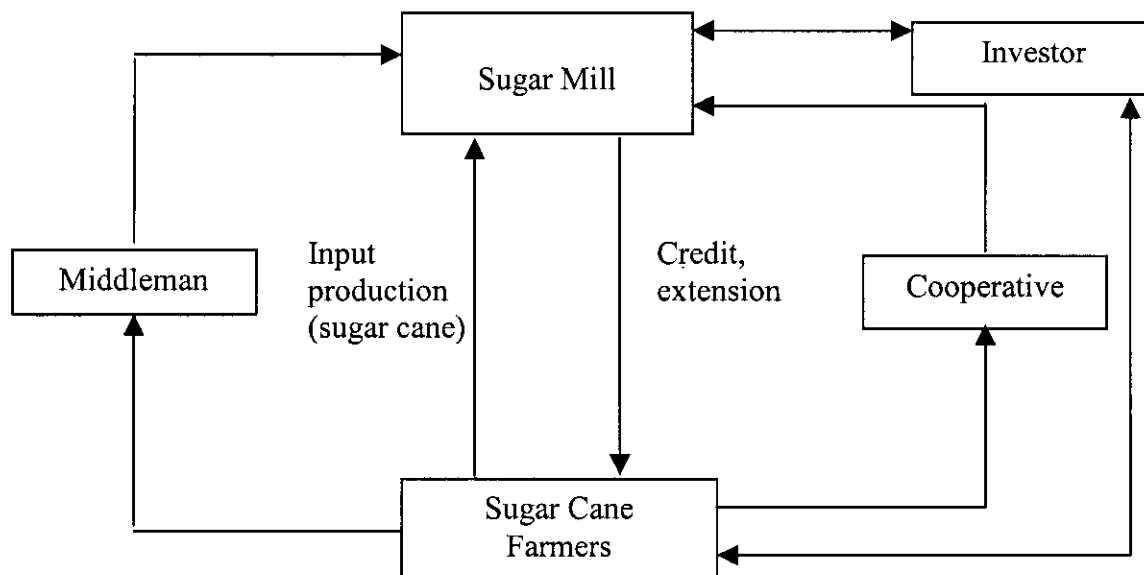 Investor
Sugar Mill
Middleman
Input
production
(sugar cane)
Credit,
extension
Cooperative
Sugar Cane
Farmers